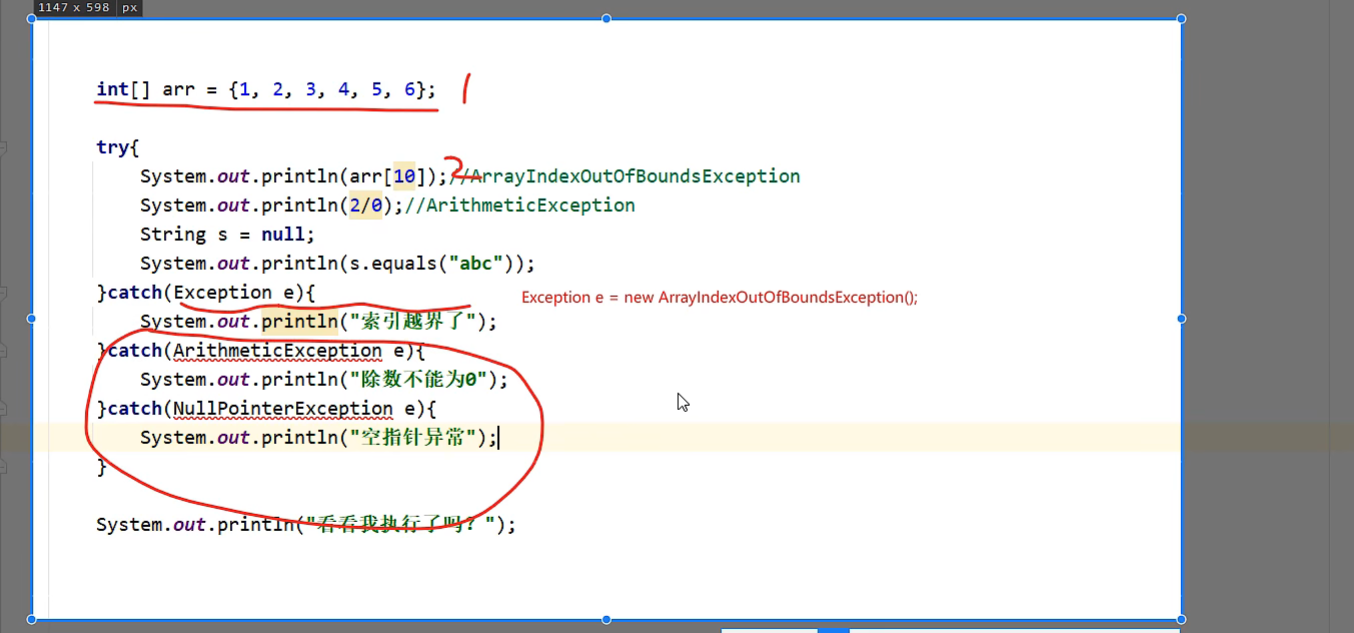 1147 x 598 px
int[] arr = {1, 2, 3, 4, 5, 6}; 1
try{
System.out.println(arr[10]);2//ArrayIndexOutOfBoundsException
System.out.println(2/0);//ArithmeticException
String s = null;
System.out.println(s.equals("abc"));
}catch(Exception e){ Exception e = new ArrayIndexOutOfBoundsException();
System.out.println("索引越界了");
}catch(ArithmeticException e){
System.out.println("除数不能为0");
}catch(NullPointerException e){
System.out.println("空指针异常");
}
System.out.println("看看我执行了吗？");